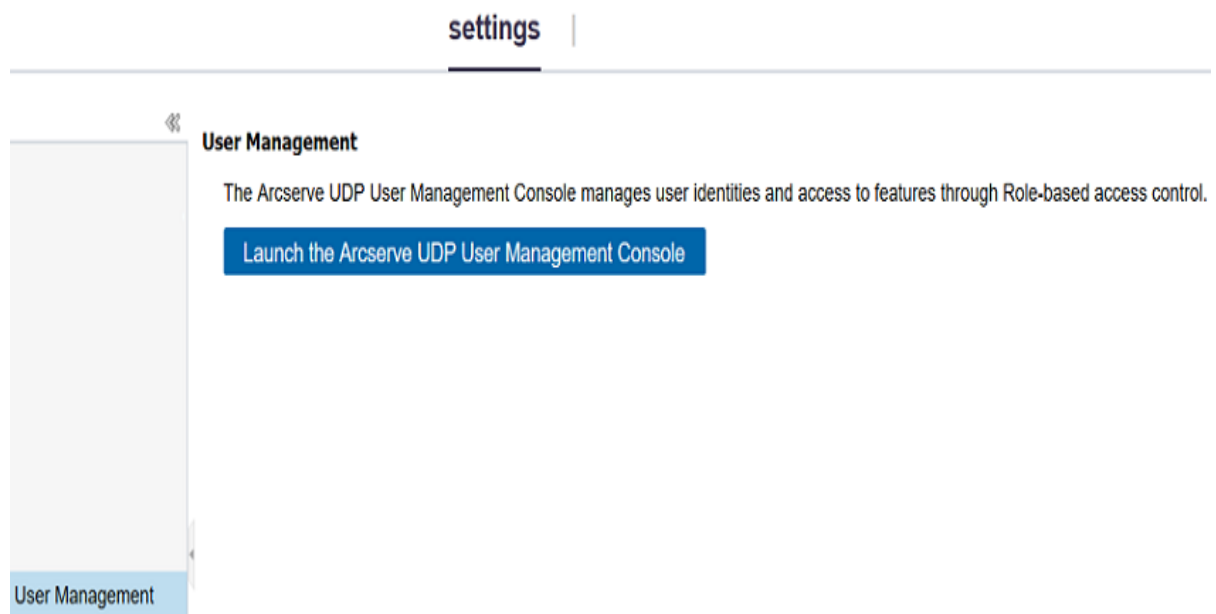 settings
User Management
The Arcserve UDP User Management Console manages user identities and access to features through Role-based access control.
Launch the Arcserve UDP User Management Console
User Management